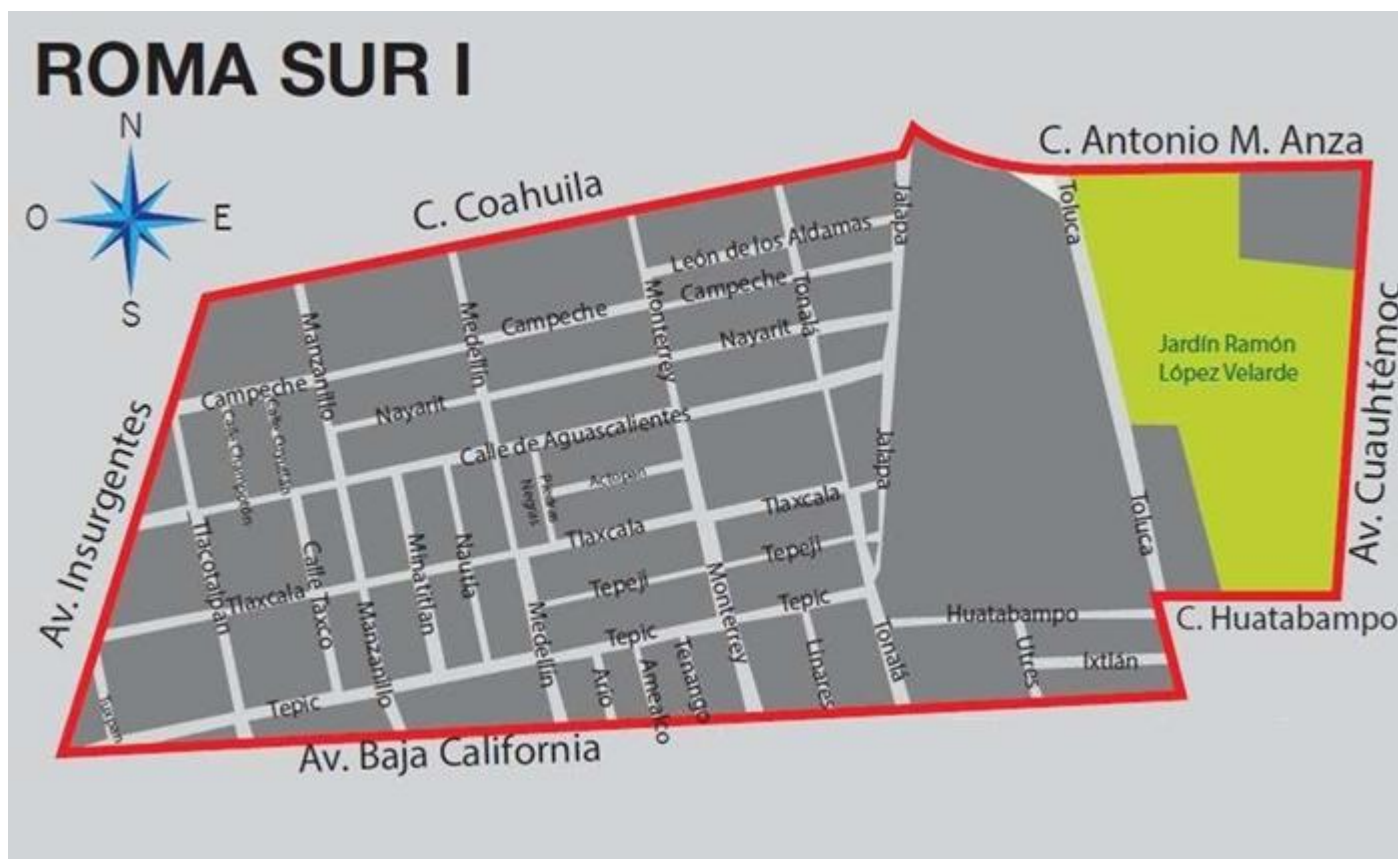 ROMA SUR I
N
O
E
S
C. Coahuila
C. Antonio M. Anza
Jalapa
Toluca
León de los Aldamas
Campeche
Tonalá
Manzanillo
Medellín
Campeche
Monterrey
Nayarit
Jardín Ramón
López Velarde
Av. Cuauhtémoc
Campeche
Nayarit
Calle de Aguascalientes
Av. Insurgentes
Actopan
Piedras
Negras
Jalapa
Tlaxcala
Toluca
Tlacotalpan
Calle Taxco
Minatitlan
Nautla
Tlaxcala
Tepeji
Tepeji
Tlaxcala
Manzanillo
Medellín
Tepic
Monterrey
Tepic
Huatabampo
C. Huatabampo
Tonalá
Utres
Ixtlán
Tepic
Ario
Amealco
Tenango
Linares
Av. Baja California